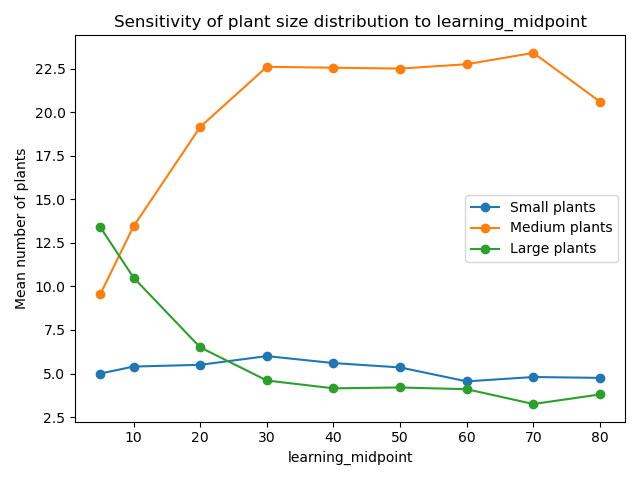 Sensitivity of plant size distribution to learning_midpoint
Mean number of plants
22.5
20.0
17.5
15.0
12.5
10.0
7.5
5.0
2.5
Small plants
Medium plants
Large plants
10 20 30 40 50 60 70 80
learning_midpoint